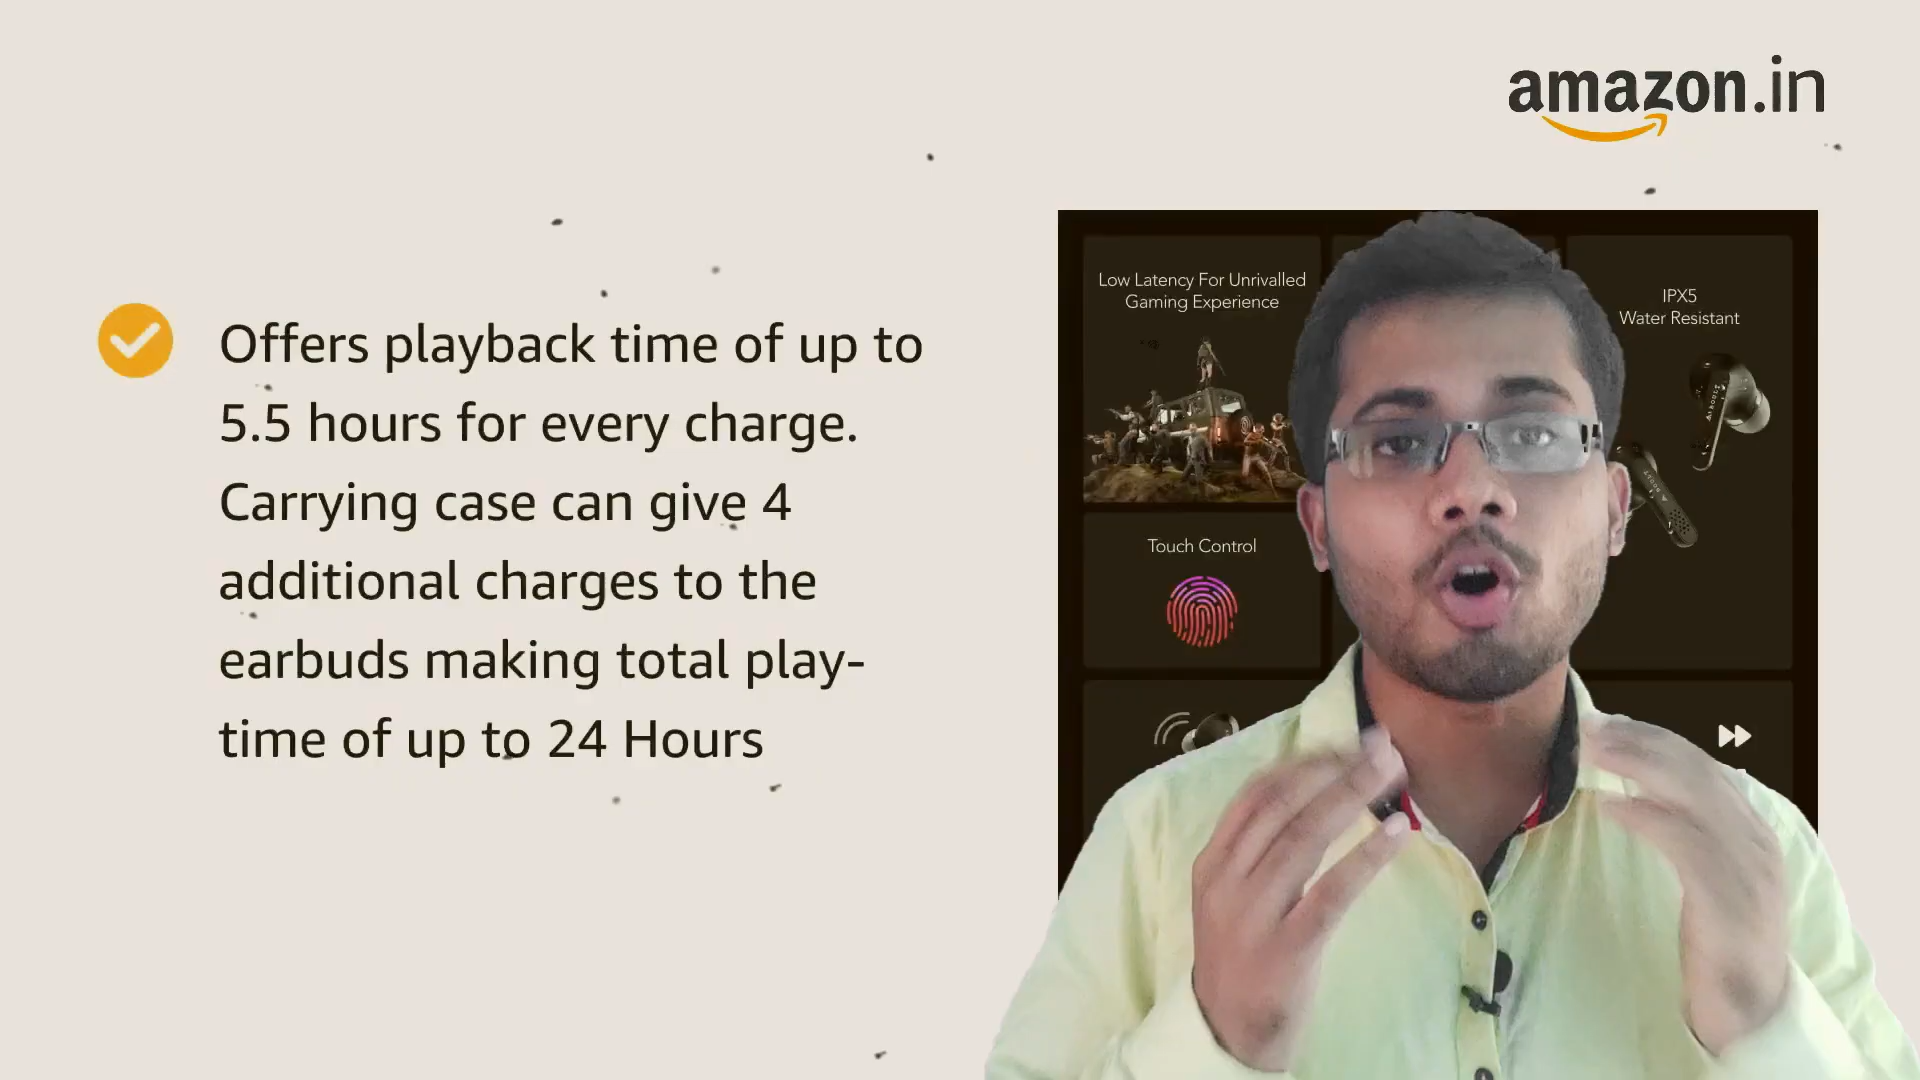 amazon.in
Offers playback time of up to
5.5 hours for every charge.
Carrying case can give 4
additional charges to the
earbuds making total play-
time of up to 24 Hours
Low Latency For Unrivalled
Gaming Experience
IPX5
Water Resistant
Touch Control